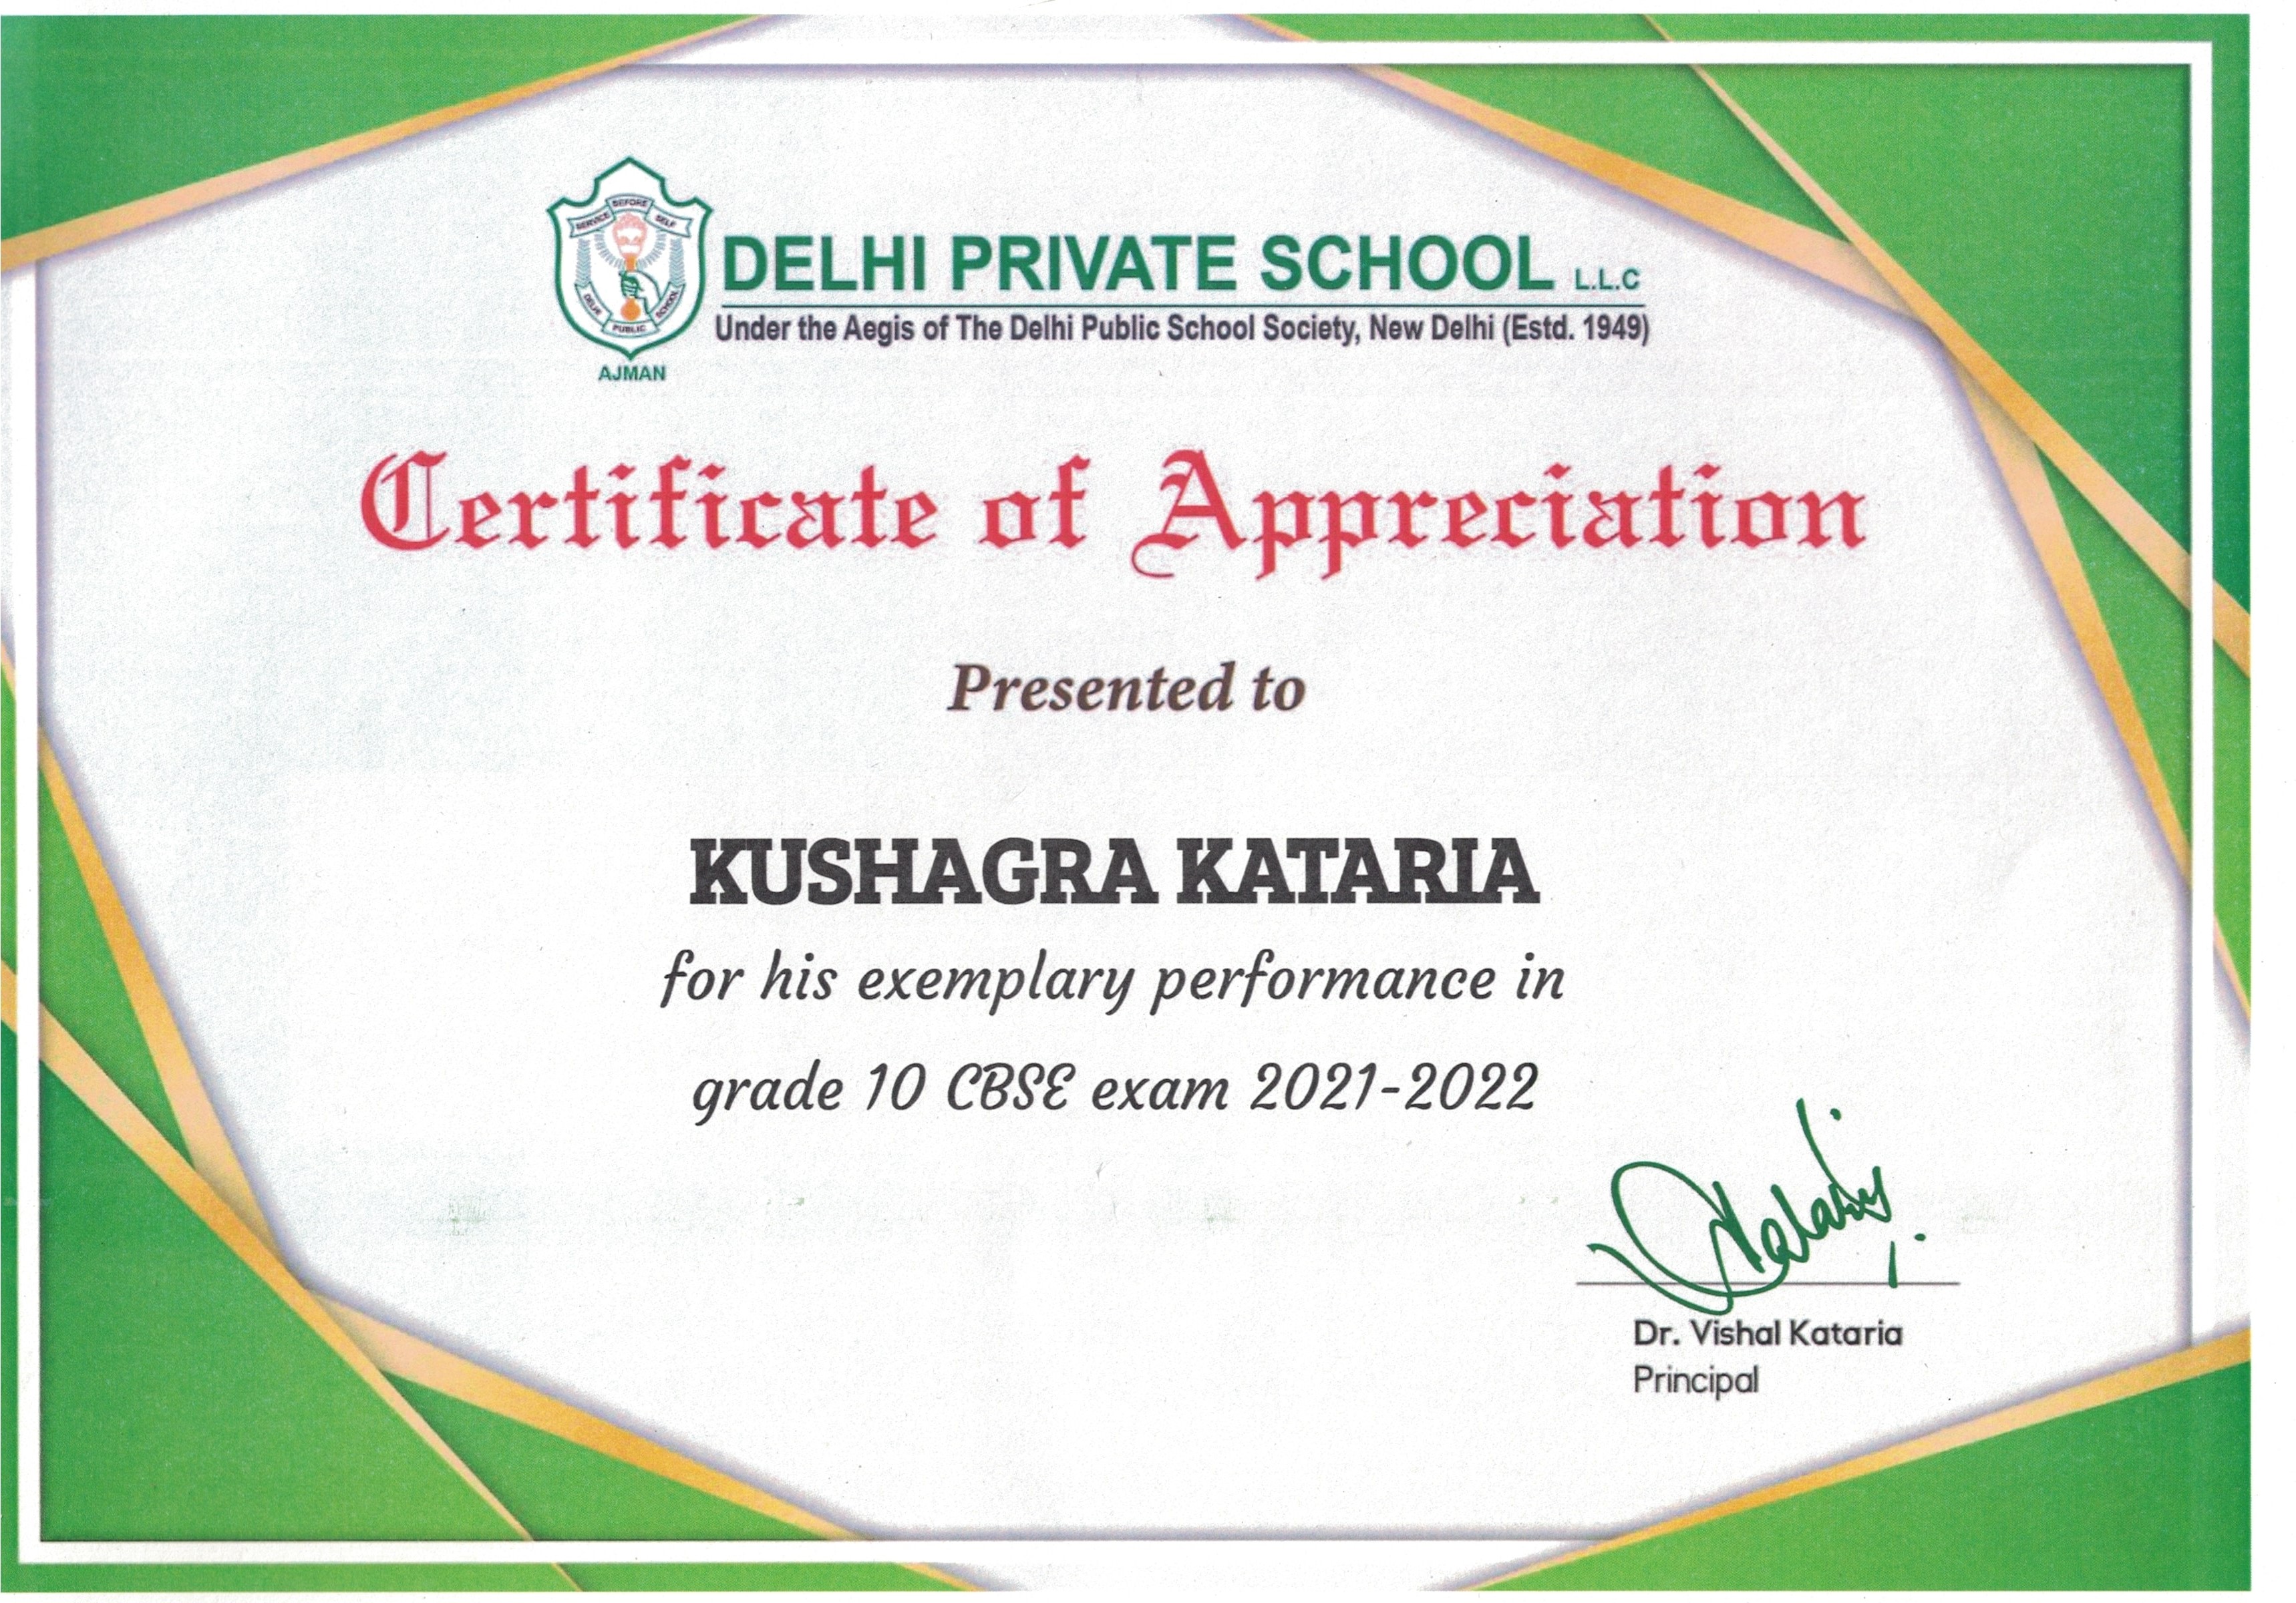 SERVICE BEFORE SELF
DELHI PUBLIC SCHOOL
AJMAN
DELHI PRIVATE SCHOOL L.L.C
Under the Aegis of The Delhi Public School Society, New Delhi (Estd. 1949)
Certificate of Appreciation
Presented to
KUSHAGRA KATARIA
for his exemplary performance in
grade 10 CBSE exam 2021-2022
Dr. Vishal Kataria
Principal